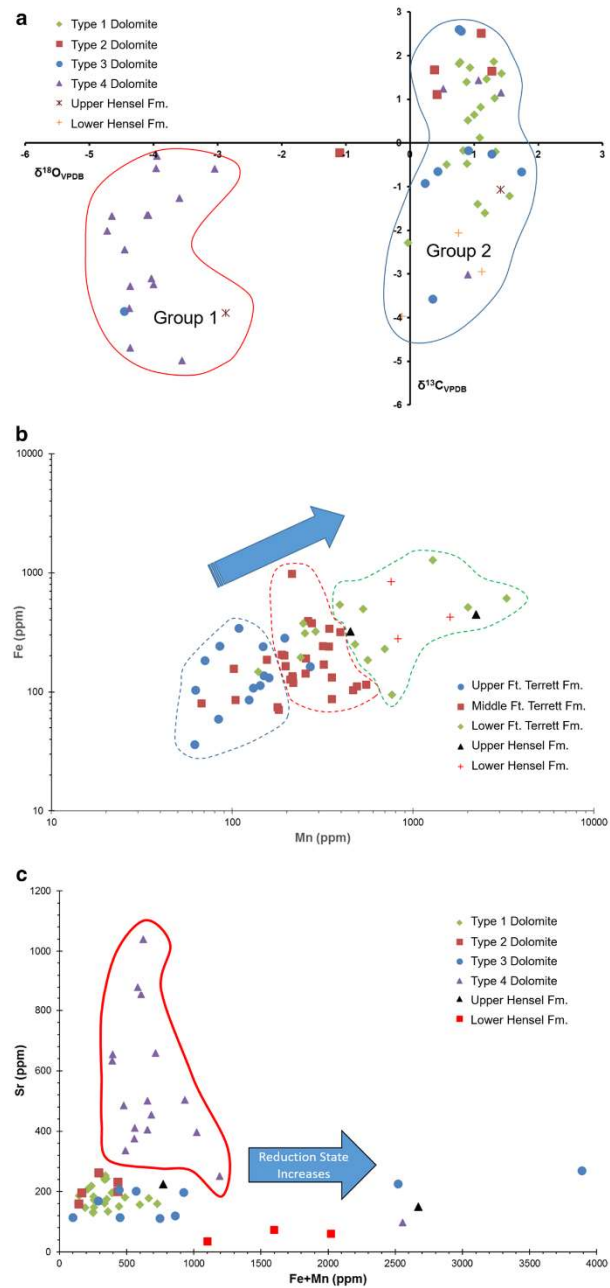 a
Type 1 Dolomite
Type 2 Dolomite
Type 3 Dolomite
Type 4 Dolomite
Upper Hensel Fm.
Lower Hensel Fm.
3
2
1
0
-1
-2
-3
-4
-5
-6
-6 -5 -4 -3 -2 -1 0 1 2 3
δ18OVPDB
δ13CVPDB
Group 1
Group 2
b
10000
1000
100
10
Fe (ppm)
Upper Ft. Terrett Fm.
Middle Ft. Terrett Fm.
Lower Ft. Terrett Fm.
Upper Hensel Fm.
Lower Hensel Fm.
10 100 1000 10000
Mn (ppm)
c
1200
1000
800
600
400
200
0
Sr (ppm)
Type 1 Dolomite
Type 2 Dolomite
Type 3 Dolomite
Type 4 Dolomite
Upper Hensel Fm.
Lower Hensel Fm.
Reduction State
Increases
0 500 1000 1500 2000 2500 3000 3500 4000
Fe+Mn (ppm)